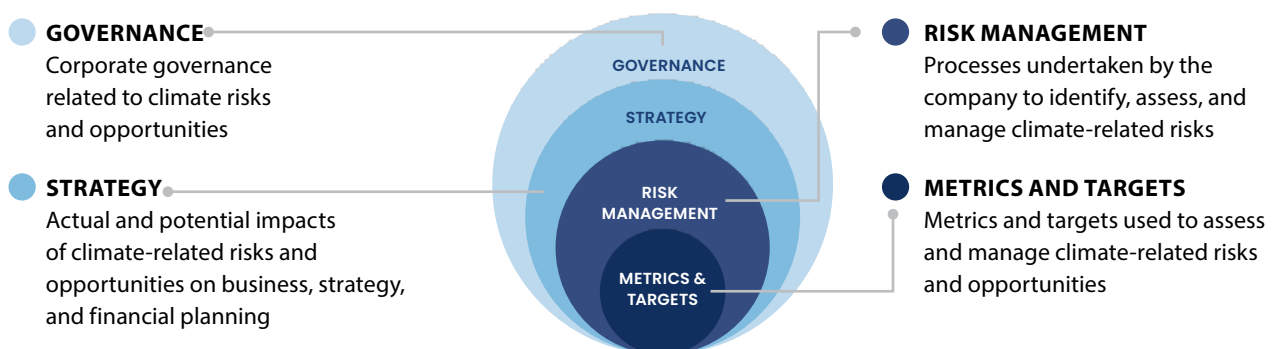 GOVERNANCE
Corporate governance
related to climate risks
and opportunities
STRATEGY
Actual and potential impacts
of climate-related risks and
opportunities on business, strategy,
and financial planning
GOVERNANCE
STRATEGY
RISK
MANAGEMENT
METRICS &
TARGETS
RISK MANAGEMENT
Processes undertaken by the
company to identify, assess, and
manage climate-related risks
METRICS AND TARGETS
Metrics and targets used to assess
and manage climate-related risks
and opportunities